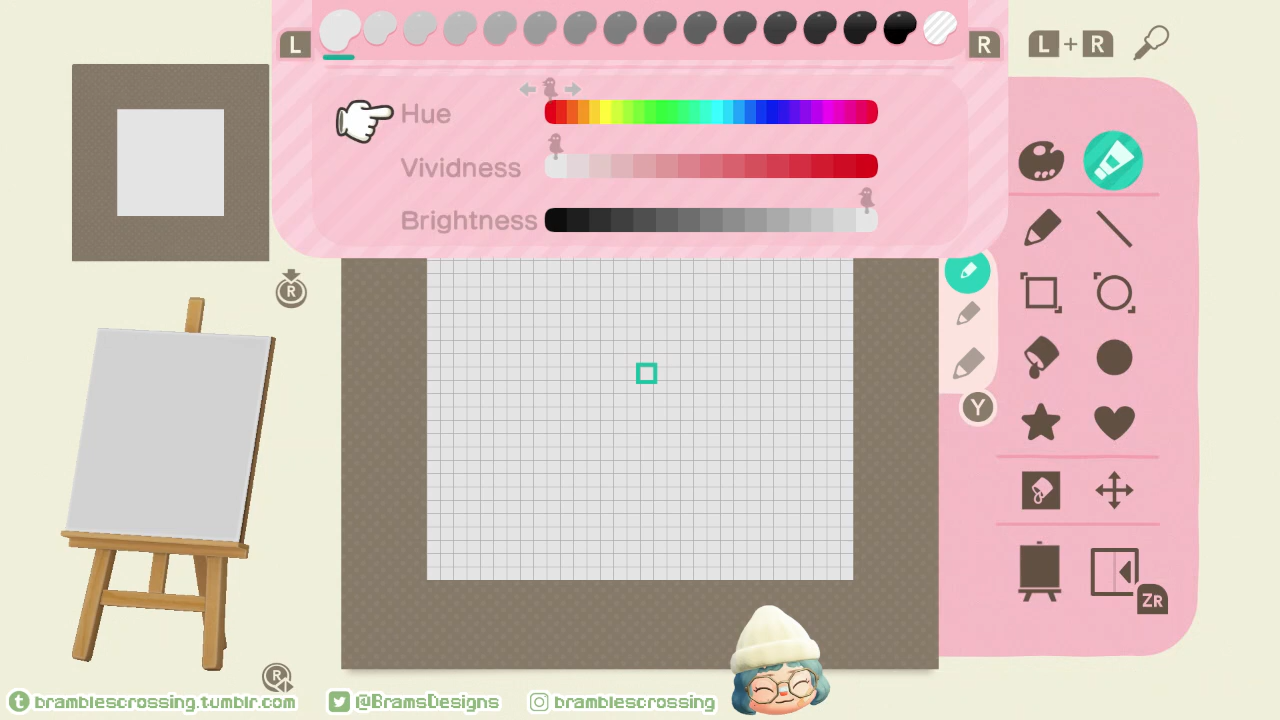 L
R
L + R
Hue
Vividness
Brightness
R
Y
ZR
R
bramblescrossing.tumblr.com
@BramsDesigns
bramblescrossing